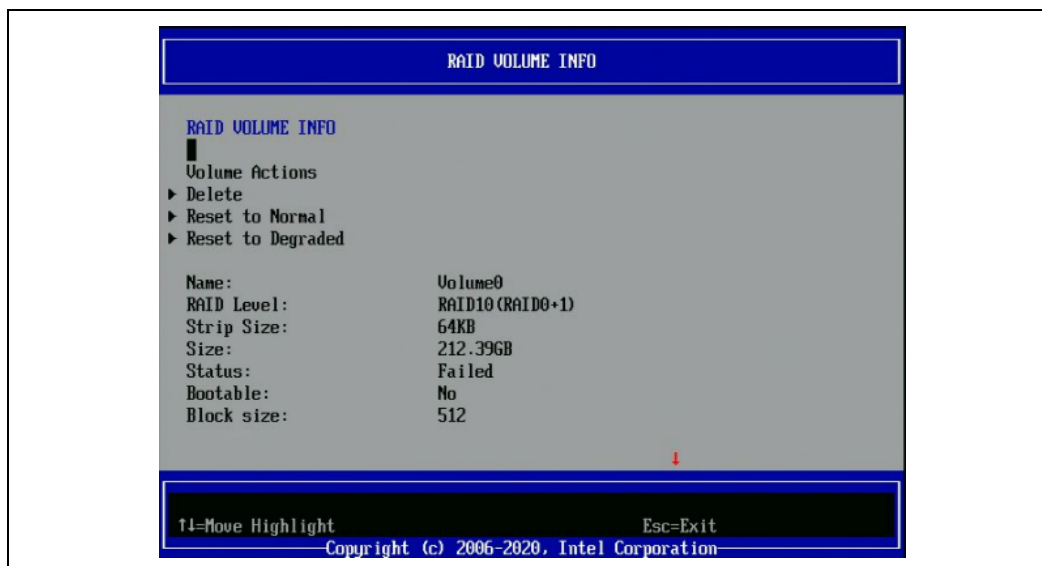 RAID VOLUME INFO
RAID VOLUME INFO
Volume Actions
▶ Delete
▶ Reset to Normal
▶ Reset to Degraded
Name: Volume0
RAID Level: RAID10(RAID0+1)
Strip Size: 64KB
Size: 212.39GB
Status: Failed
Bootable: No
Block size: 512
↓
↑↓=Move Highlight Esc=Exit
Copyright (c) 2006-2020, Intel Corporation